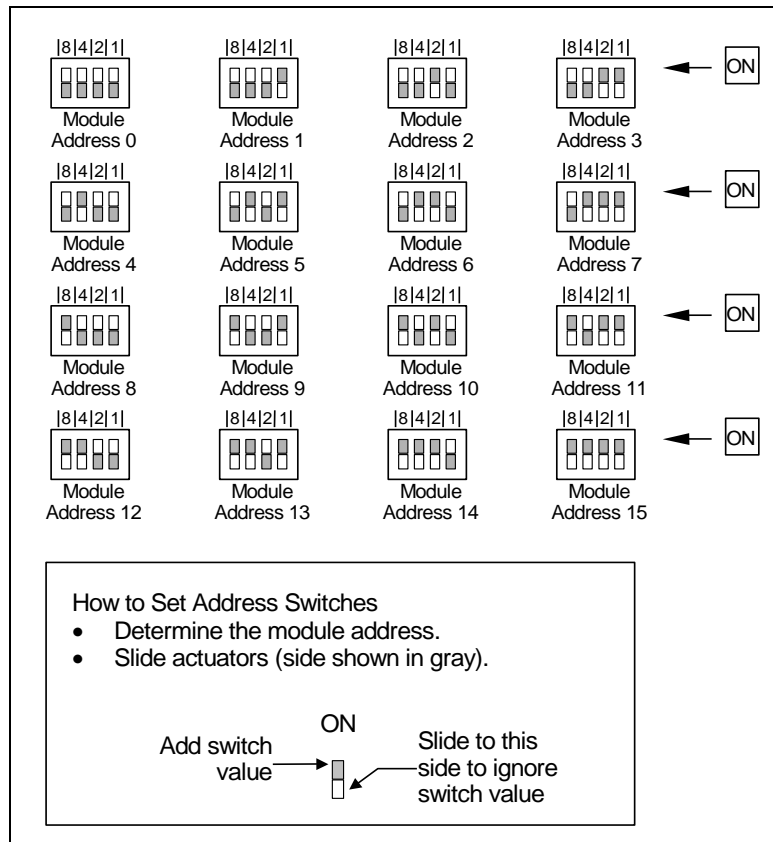 |8|4|2|1| |8|4|2|1| |8|4|2|1| |8|4|2|1| ON
Module Module Module Module
Address 0 Address 1 Address 2 Address 3
|8|4|2|1| |8|4|2|1| |8|4|2|1| |8|4|2|1| ON
Module Module Module Module
Address 4 Address 5 Address 6 Address 7
|8|4|2|1| |8|4|2|1| |8|4|2|1| |8|4|2|1| ON
Module Module Module Module
Address 8 Address 9 Address 10 Address 11
|8|4|2|1| |8|4|2|1| |8|4|2|1| |8|4|2|1| ON
Module Module Module Module
Address 12 Address 13 Address 14 Address 15
How to Set Address Switches
• Determine the module address.
• Slide actuators (side shown in gray).
ON
Add switch
value
Slide to this
side to ignore
switch value